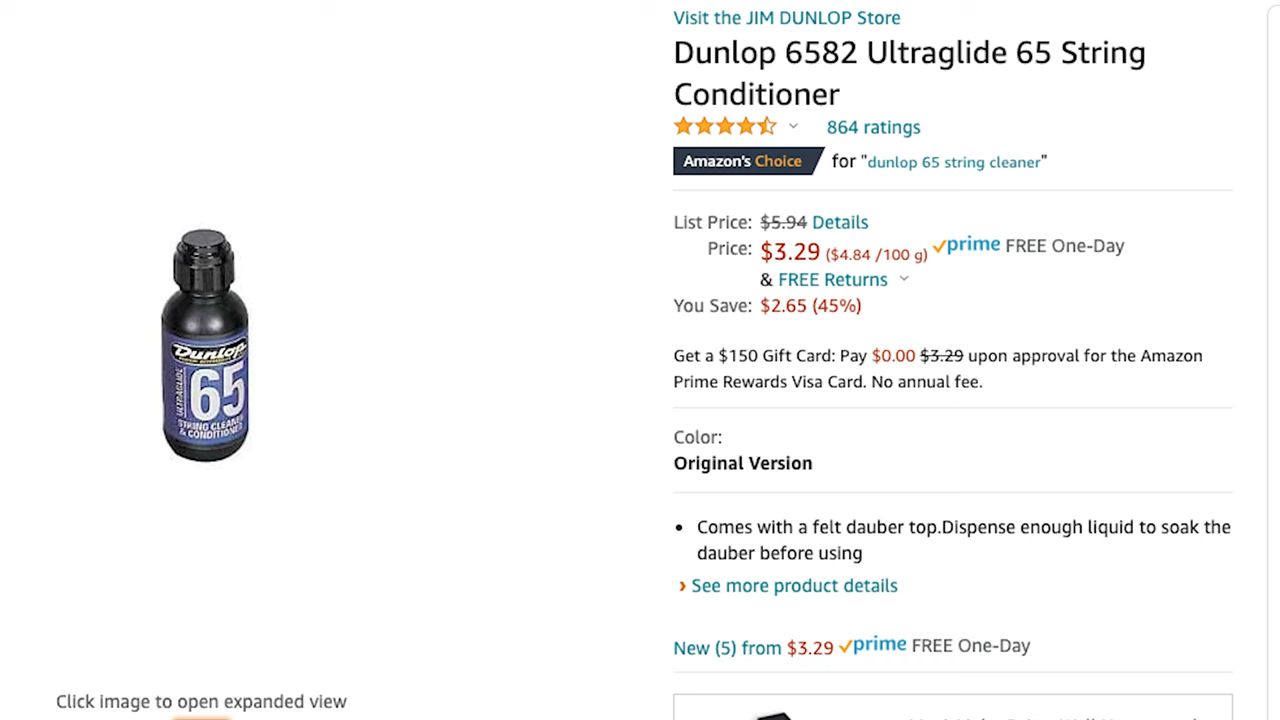 Visit the JIM DUNLOP Store
Dunlop 6582 Ultraglide 65 String
Conditioner
864 ratings
Amazon's Choice for "dunlop 65 string cleaner"
List Price: $5.94 Details
Price: $3.29 ($4.84 /100 g) prime FREE One-Day
& FREE Returns
You Save: $2.65 (45%)
Get a $150 Gift Card: Pay $0.00 $3.29 upon approval for the Amazon
Prime Rewards Visa Card. No annual fee.
Color:
Original Version
• Comes with a felt dauber top.Dispense enough liquid to soak the
dauber before using
› See more product details
New (5) from $3.29 prime FREE One-Day
Dunlop
ULTRAGLIDE
65
STRING CLEANER
& CONDITIONER
Click image to open expanded view